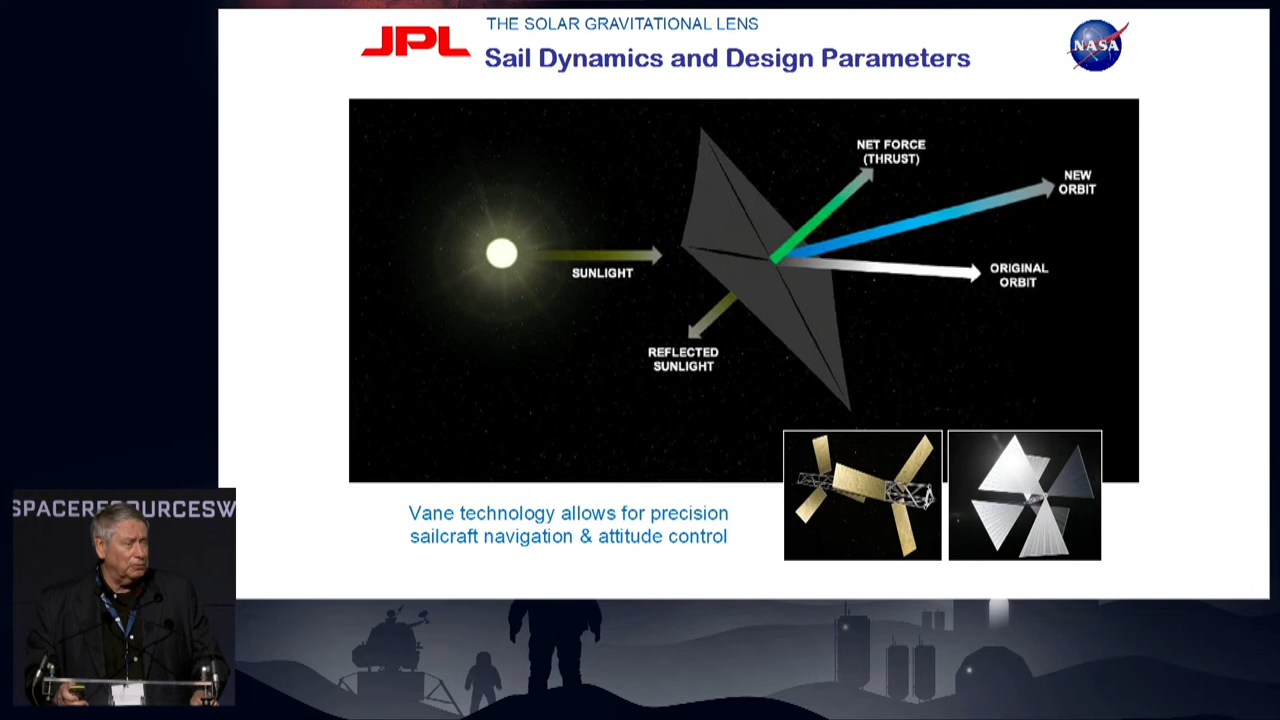 THE SOLAR GRAVITATIONAL LENS
JPL
Sail Dynamics and Design Parameters
NASA
NET FORCE
(THRUST)
NEW
ORBIT
SUNLIGHT
ORIGINAL
ORBIT
REFLECTED
SUNLIGHT
Vane technology allows for precision
sailcraft navigation & attitude control
SPACERESOURCESW